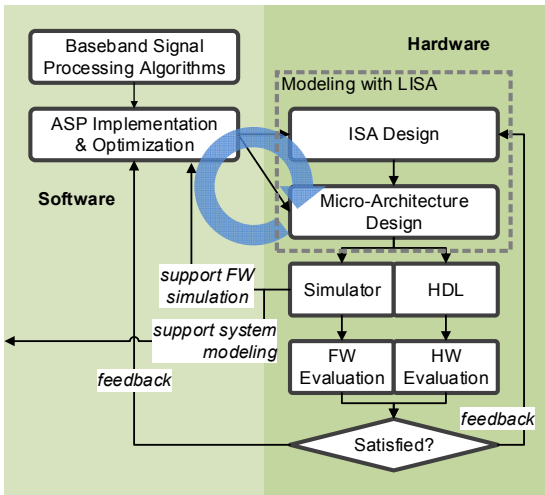 Baseband Signal
Processing Algorithms
Hardware
Modeling with LISA
ASP Implementation
& Optimization
ISA Design
Software
Micro-Architecture
Design
support FW
simulation
Simulator
HDL
support system
modeling
feedback
FW
Evaluation
HW
Evaluation
feedback
Satisfied?